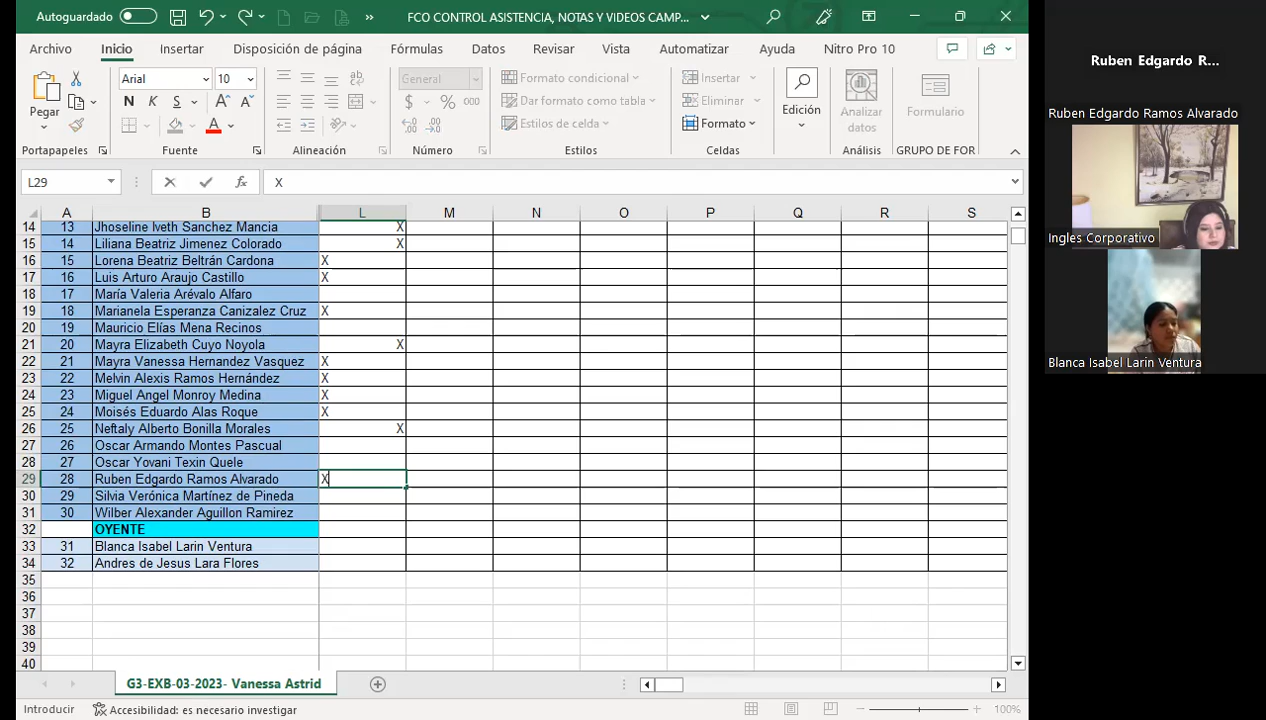 Autoguardado
FCO CONTROL ASISTENCIA, NOTAS Y VIDEOS CAMP...
Archivo Inicio Insertar Disposición de página Fórmulas Datos Revisar Vista Automatizar Ayuda Nitro Pro 10
Pegar
Portapapeles
Arial 10
N K S
A A
A
Fuente
Alineación
General
$ % 000
Número
Formato condicional
Dar formato como tabla
Estilos de celda
Estilos
Insertar
Eliminar
Formato
Celdas
Edición
Analizar datos
Análisis
Formulario
GRUPO DE FOR
L29 fx X
A B L M N O P Q R S
14 13 Jhoseline Iveth Sanchez Mancia X
15 14 Liliana Beatriz Jimenez Colorado X
16 15 Lorena Beatriz Beltrán Cardona X
17 16 Luis Arturo Araujo Castillo X
18 17 María Valeria Arévalo Alfaro
19 18 Marianela Esperanza Canizalez Cruz X
20 19 Mauricio Elías Mena Recinos
21 20 Mayra Elizabeth Cuyo Noyola X
22 21 Mayra Vanessa Hernandez Vasquez X
23 22 Melvin Alexis Ramos Hernández X
24 23 Miguel Angel Monroy Medina X
25 24 Moisés Eduardo Alas Roque X
26 25 Neftaly Alberto Bonilla Morales X
27 26 Oscar Armando Montes Pascual
28 27 Oscar Yovani Texin Quele
29 28 Ruben Edgardo Ramos Alvarado X
30 29 Silvia Verónica Martínez de Pineda
31 30 Wilber Alexander Aguillon Ramirez
32 OYENTE
33 31 Blanca Isabel Larin Ventura
34 32 Andres de Jesus Lara Flores
35
36
37
38
39
40
G3-EXB-03-2023- Vanessa Astrid
Introducir Accesibilidad: es necesario investigar 100%
Ruben Edgardo R...
Ruben Edgardo Ramos Alvarado
Ingles Corporativo
Blanca Isabel Larin Ventura